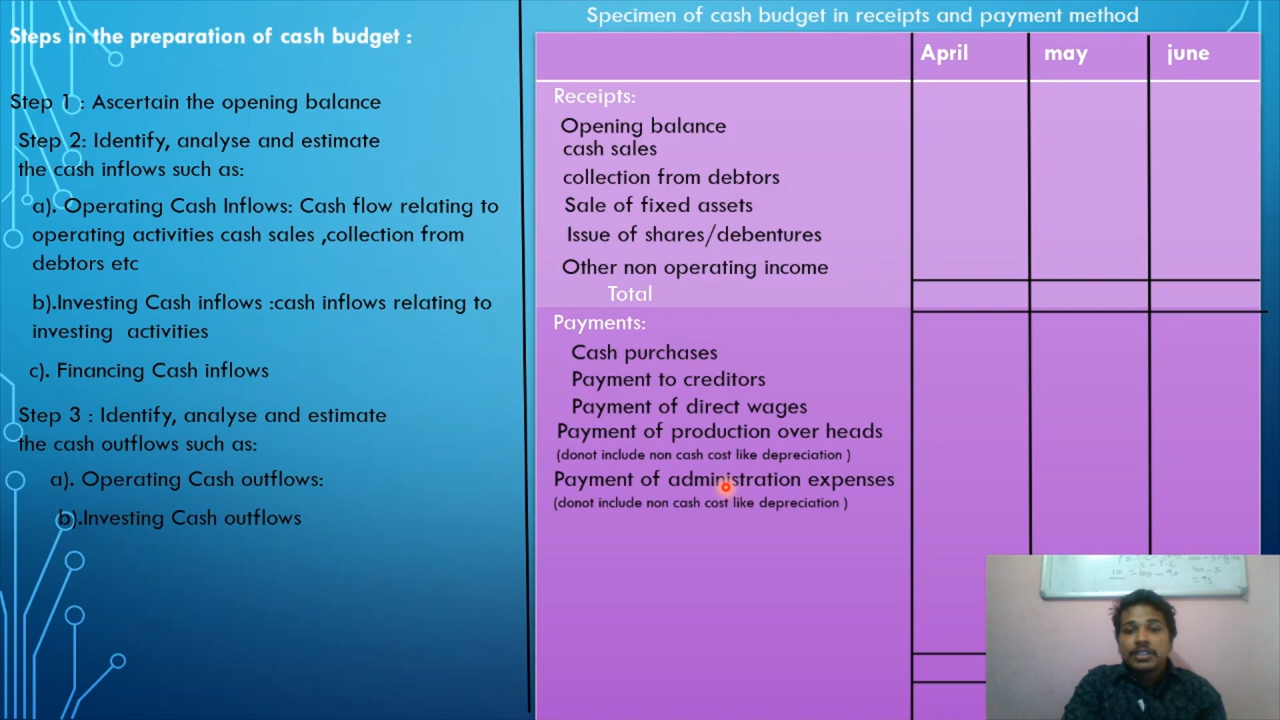 Steps in the preparation of cash budget :
Step 1 : Ascertain the opening balance
Step 2: Identify, analyse and estimate
the cash inflows such as:
a). Operating Cash Inflows: Cash flow relating to
operating activities cash sales ,collection from
debtors etc
b).Investing Cash inflows :cash inflows relating to
investing activities
c). Financing Cash inflows
Step 3 : Identify, analyse and estimate
the cash outflows such as:
a). Operating Cash outflows:
b).Investing Cash outflows
Specimen of cash budget in receipts and payment method
April may june
Receipts:
Opening balance
cash sales
collection from debtors
Sale of fixed assets
Issue of shares/debentures
Other non operating income
Total
Payments:
Cash purchases
Payment to creditors
Payment of direct wages
Payment of production over heads
(donot include non cash cost like depreciation )
Payment of administration expenses
(donot include non cash cost like depreciation )